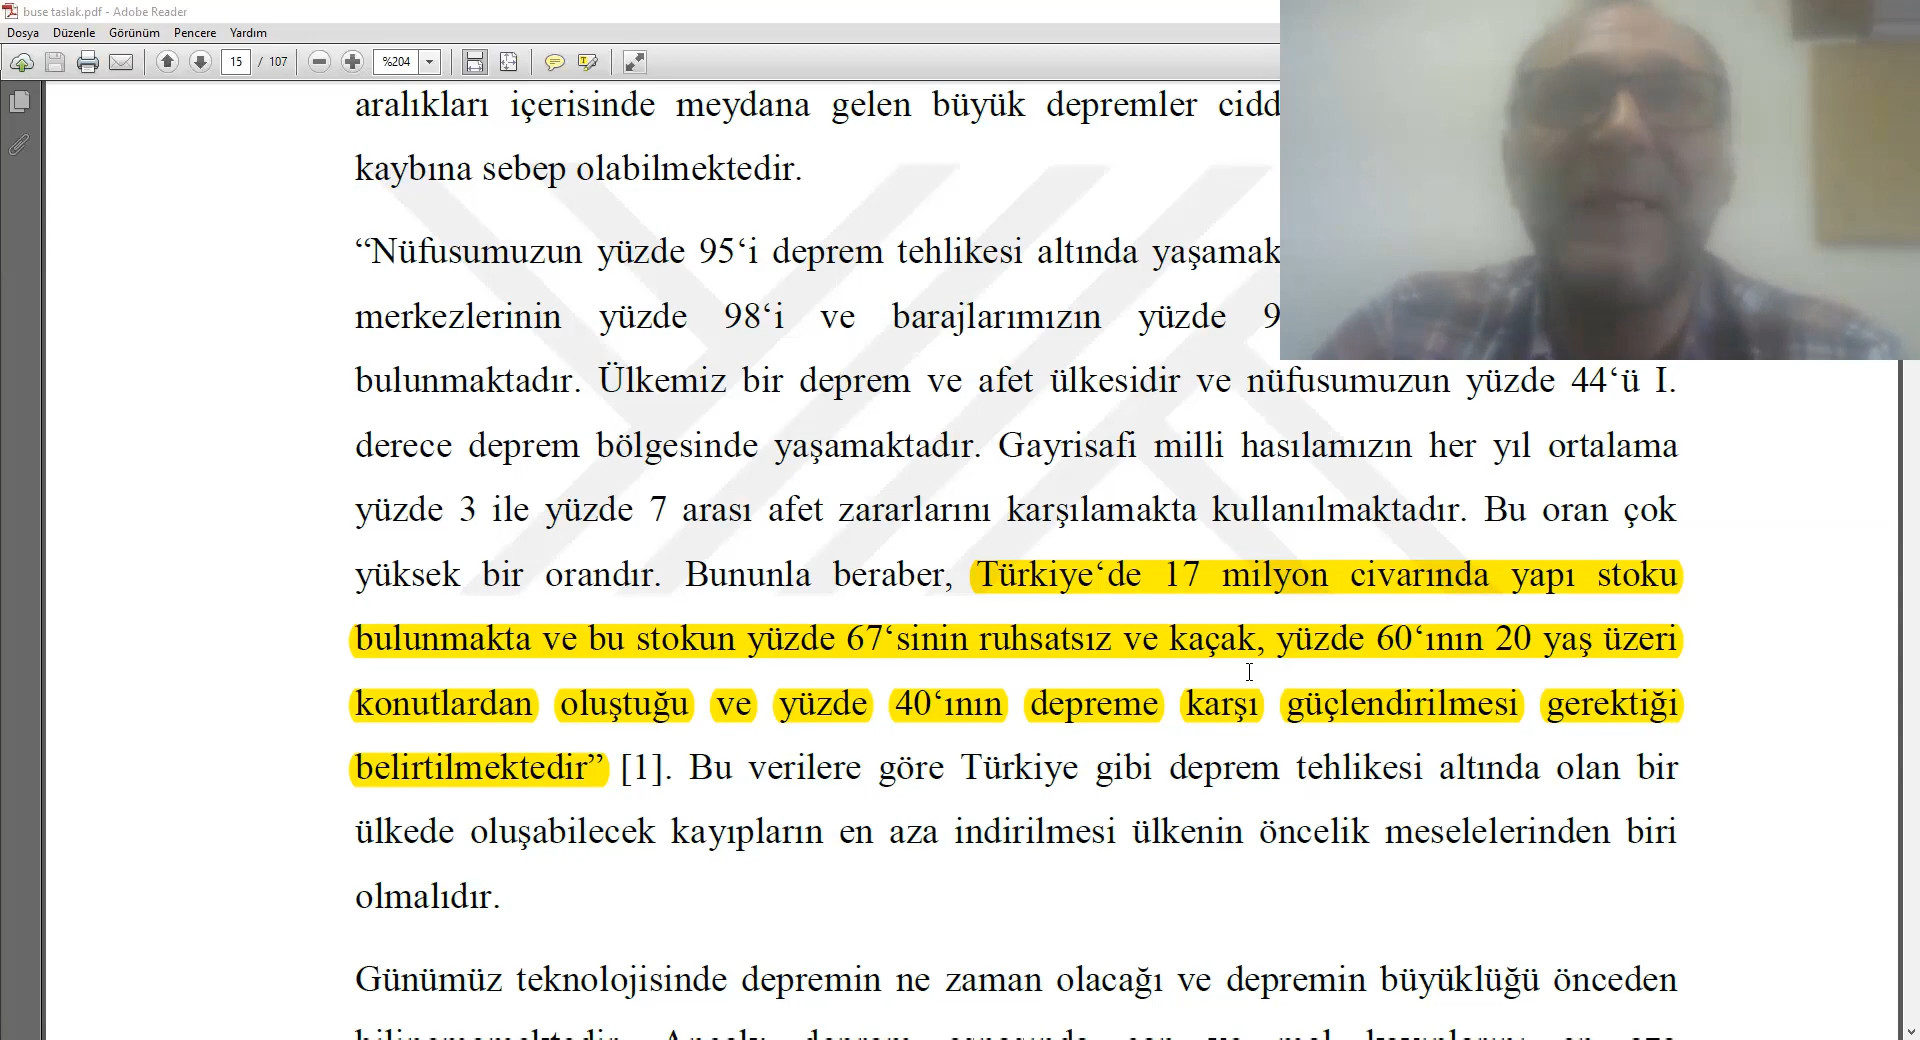 buse taslak.pdf - Adobe Reader
Dosya Düzenle Görünüm Pencere Yardım
15 / 107 %204
aralıkları içerisinde meydana gelen büyük depremler cidd
kaybına sebep olabilmektedir.
“Nüfusumuzun yüzde 95‘i deprem tehlikesi altında yaşamak
merkezlerinin yüzde 98‘i ve barajlarımızın yüzde 9
bulunmaktadır. Ülkemiz bir deprem ve afet ülkesidir ve nüfusumuzun yüzde 44‘ü I.
derece deprem bölgesinde yaşamaktadır. Gayrisafi milli hasılamızın her yıl ortalama
yüzde 3 ile yüzde 7 arası afet zararlarını karşılamakta kullanılmaktadır. Bu oran çok
yüksek bir orandır. Bununla beraber, Türkiye‘de 17 milyon civarında yapı stoku
bulunmakta ve bu stokun yüzde 67‘sinin ruhsatsız ve kaçak, yüzde 60‘ının 20 yaş üzeri
konutlardan oluştuğu ve yüzde 40‘ının depreme karşı güçlendirilmesi gerektiği
belirtilmektedir” [1]. Bu verilere göre Türkiye gibi deprem tehlikesi altında olan bir
ülkede oluşabilecek kayıpların en aza indirilmesi ülkenin öncelik meselelerinden biri
olmalıdır.
Günümüz teknolojisinde depremin ne zaman olacağı ve depremin büyüklüğü önceden